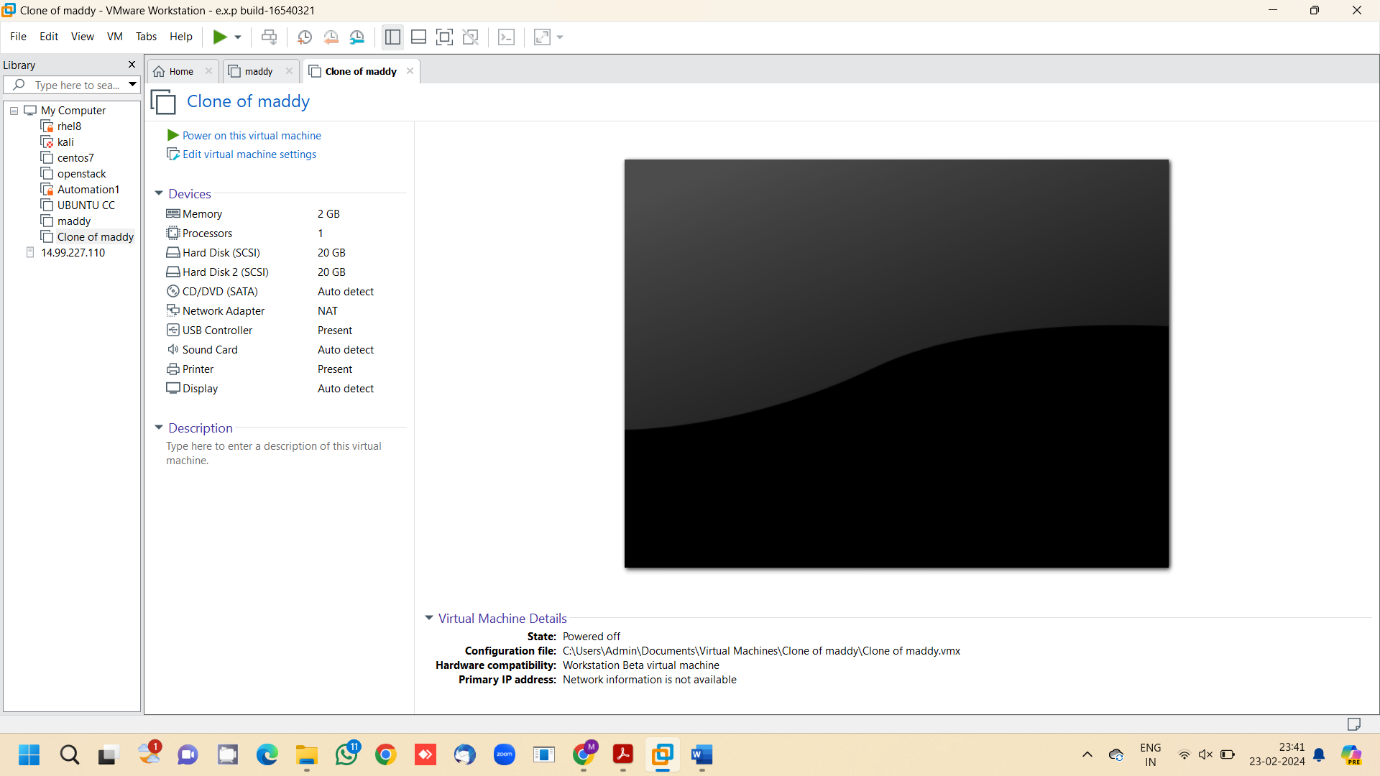 Clone of maddy - VMware Workstation - e.x.p build-16540321
File Edit View VM Tabs Help
Library
Type here to sea...
My Computer
rhel8
kali
centos7
openstack
Automation1
UBUNTU CC
maddy
Clone of maddy
14.99.227.110
Home maddy Clone of maddy
Clone of maddy
Power on this virtual machine
Edit virtual machine settings
Devices
Memory 2 GB
Processors 1
Hard Disk (SCSI) 20 GB
Hard Disk 2 (SCSI) 20 GB
CD/DVD (SATA) Auto detect
Network Adapter NAT
USB Controller Present
Sound Card Auto detect
Printer Present
Display Auto detect
Description
Type here to enter a description of this virtual
machine.
Virtual Machine Details
State: Powered off
Configuration file: C:\Users\Admin\Documents\Virtual Machines\Clone of maddy\Clone of maddy.vmx
Hardware compatibility: Workstation Beta virtual machine
Primary IP address: Network information is not available
1
11
zoom
M
W
ENG
IN
23:41
23-02-2024
PRE